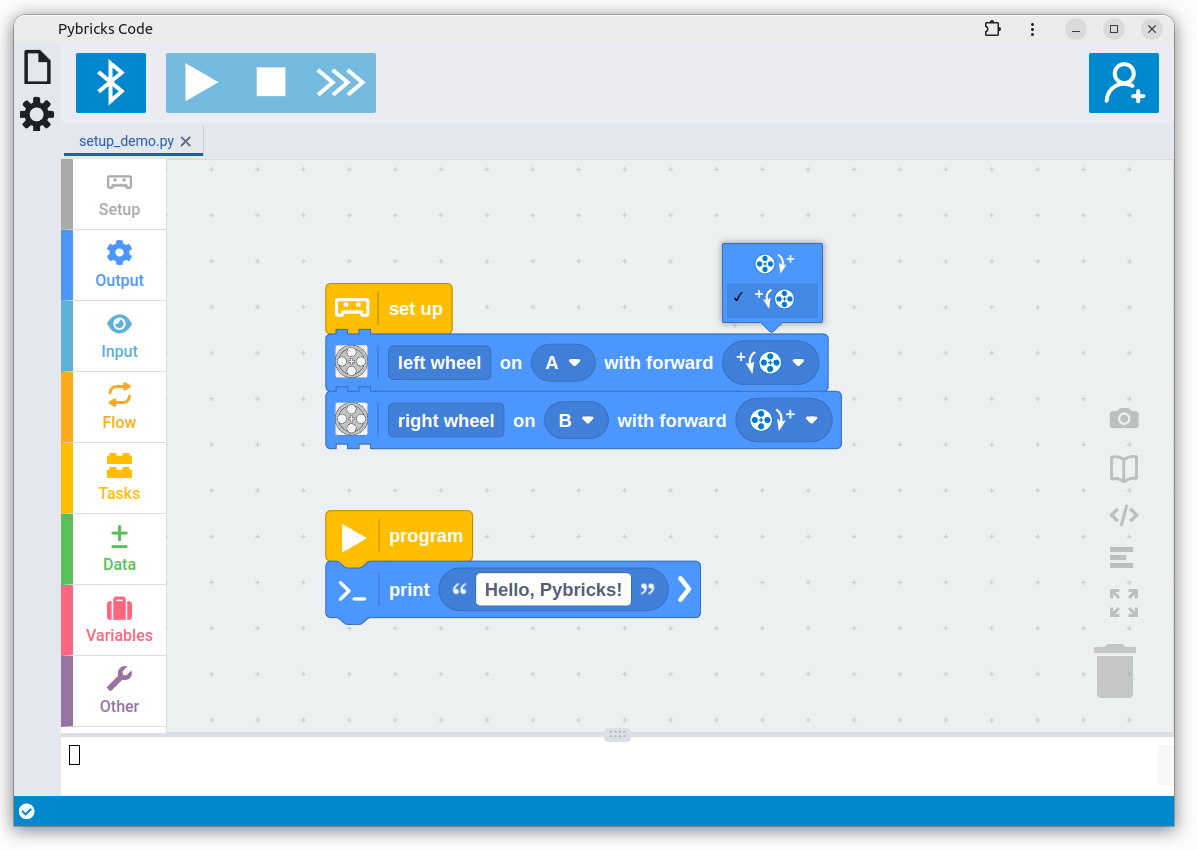 Pybricks Code
setup_demo.py
Setup
Output
Input
Flow
Tasks
Data
Variables
Other
set up
left wheel on A with forward
right wheel on B with forward
program
print “ Hello, Pybricks! ”